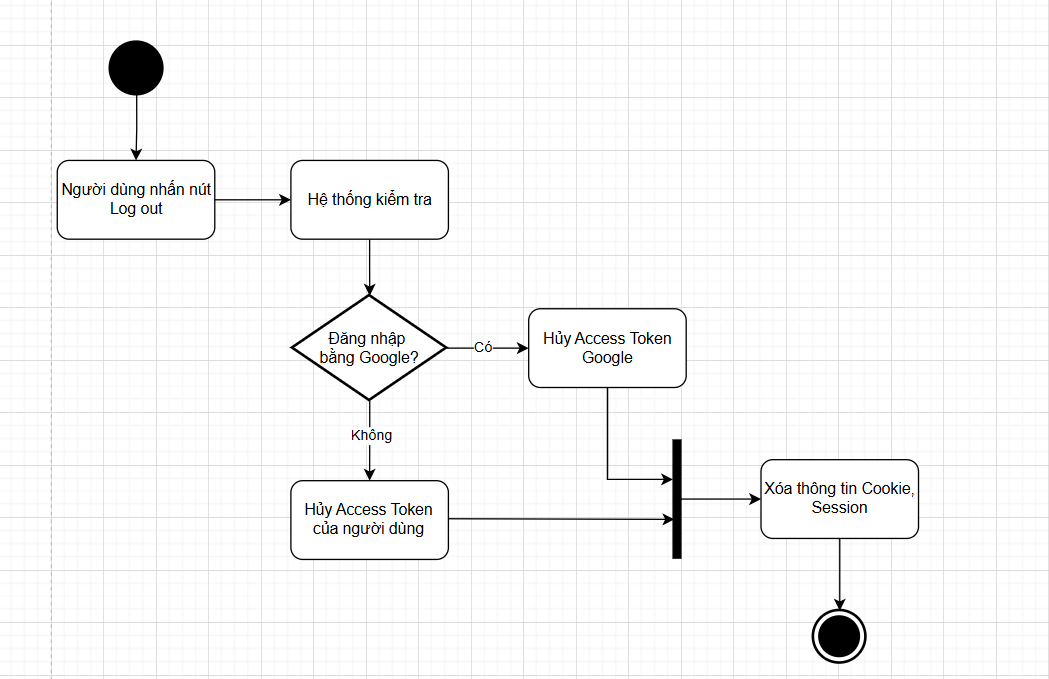 Người dùng nhấn nút
Log out
Hệ thống kiểm tra
Đăng nhập
bằng Google?
Có
Hủy Access Token
Google
Không
Hủy Access Token
của người dùng
Xóa thông tin Cookie,
Session